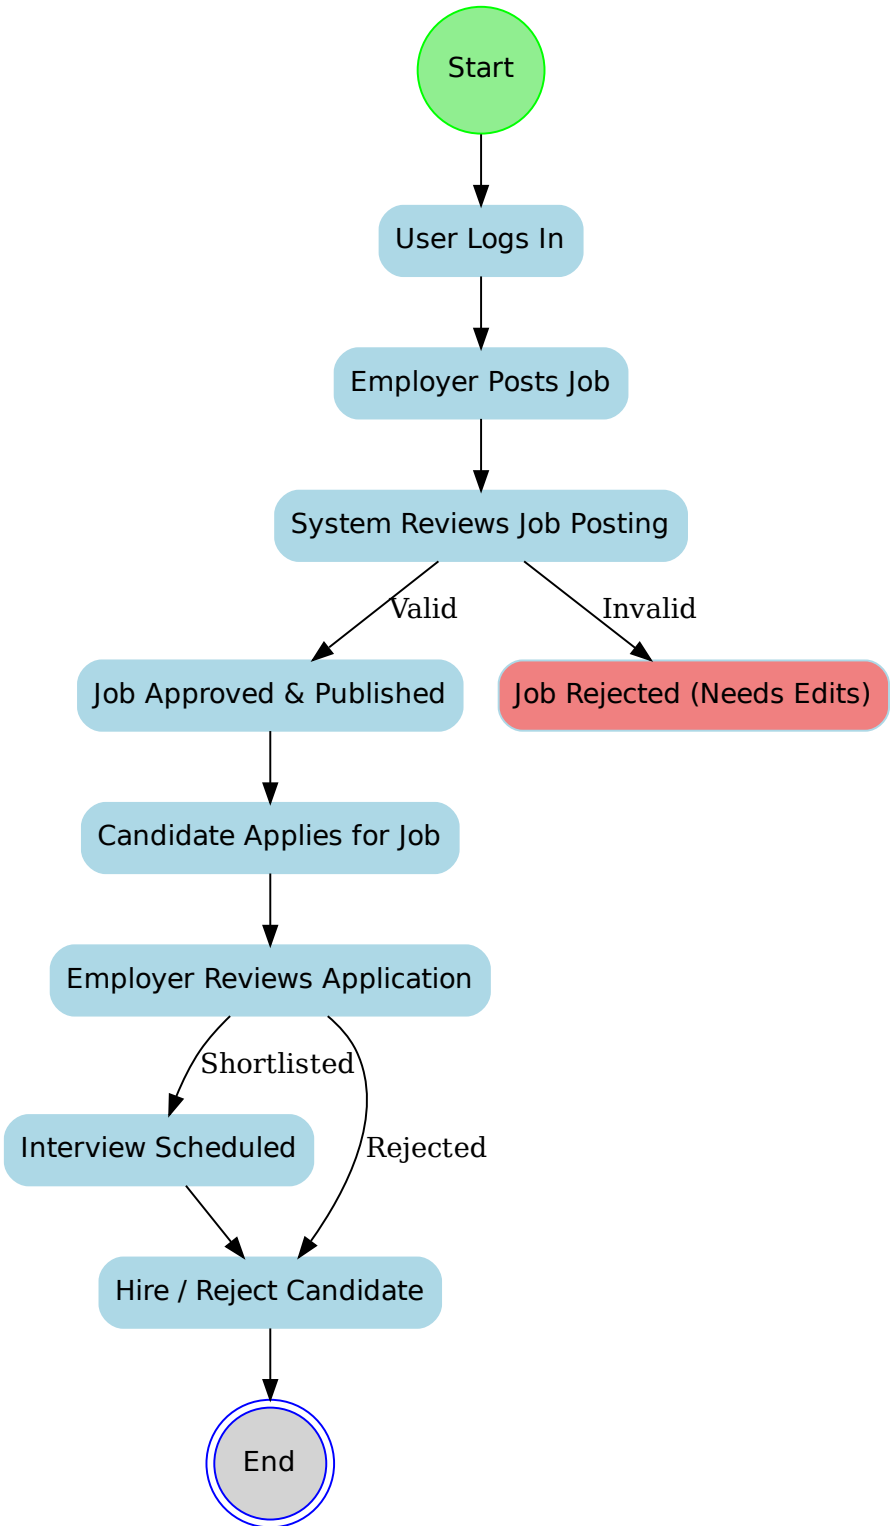 Start
User Logs In
Employer Posts Job
System Reviews Job Posting
Valid
Invalid
Job Approved & Published
Job Rejected (Needs Edits)
Candidate Applies for Job
Employer Reviews Application
Shortlisted
Interview Scheduled
Rejected
Hire / Reject Candidate
End